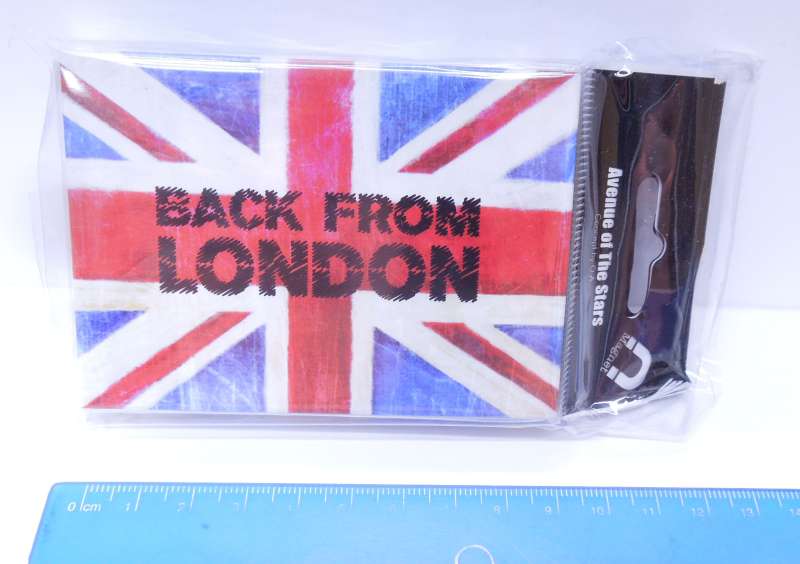 BACK FROM
LONDON
Avenue of The Stars
Magnet
0 cm 1 2 3 4 5 6 7 8 9 10 11 12 13 14